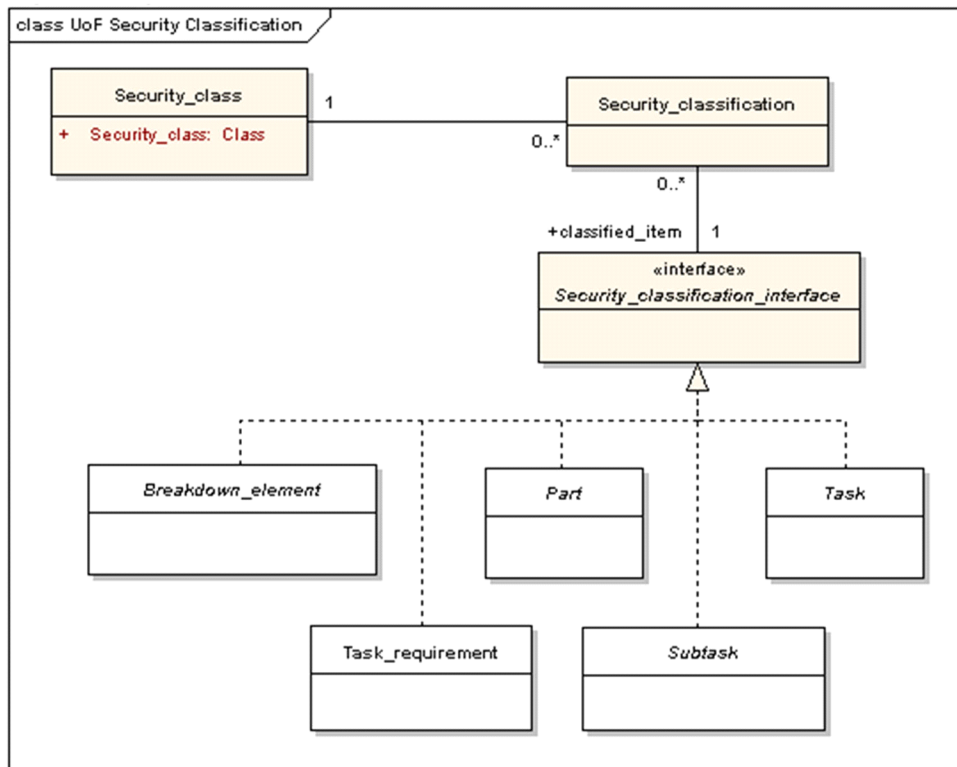 class UoF Security Classification
Security_class
+ Security_class: Class
1
0..*
Security_classification
0..*
+classified_item 1
«interface»
Security_classification_interface
Breakdown_element
Part
Task
Task_requirement
Subtask